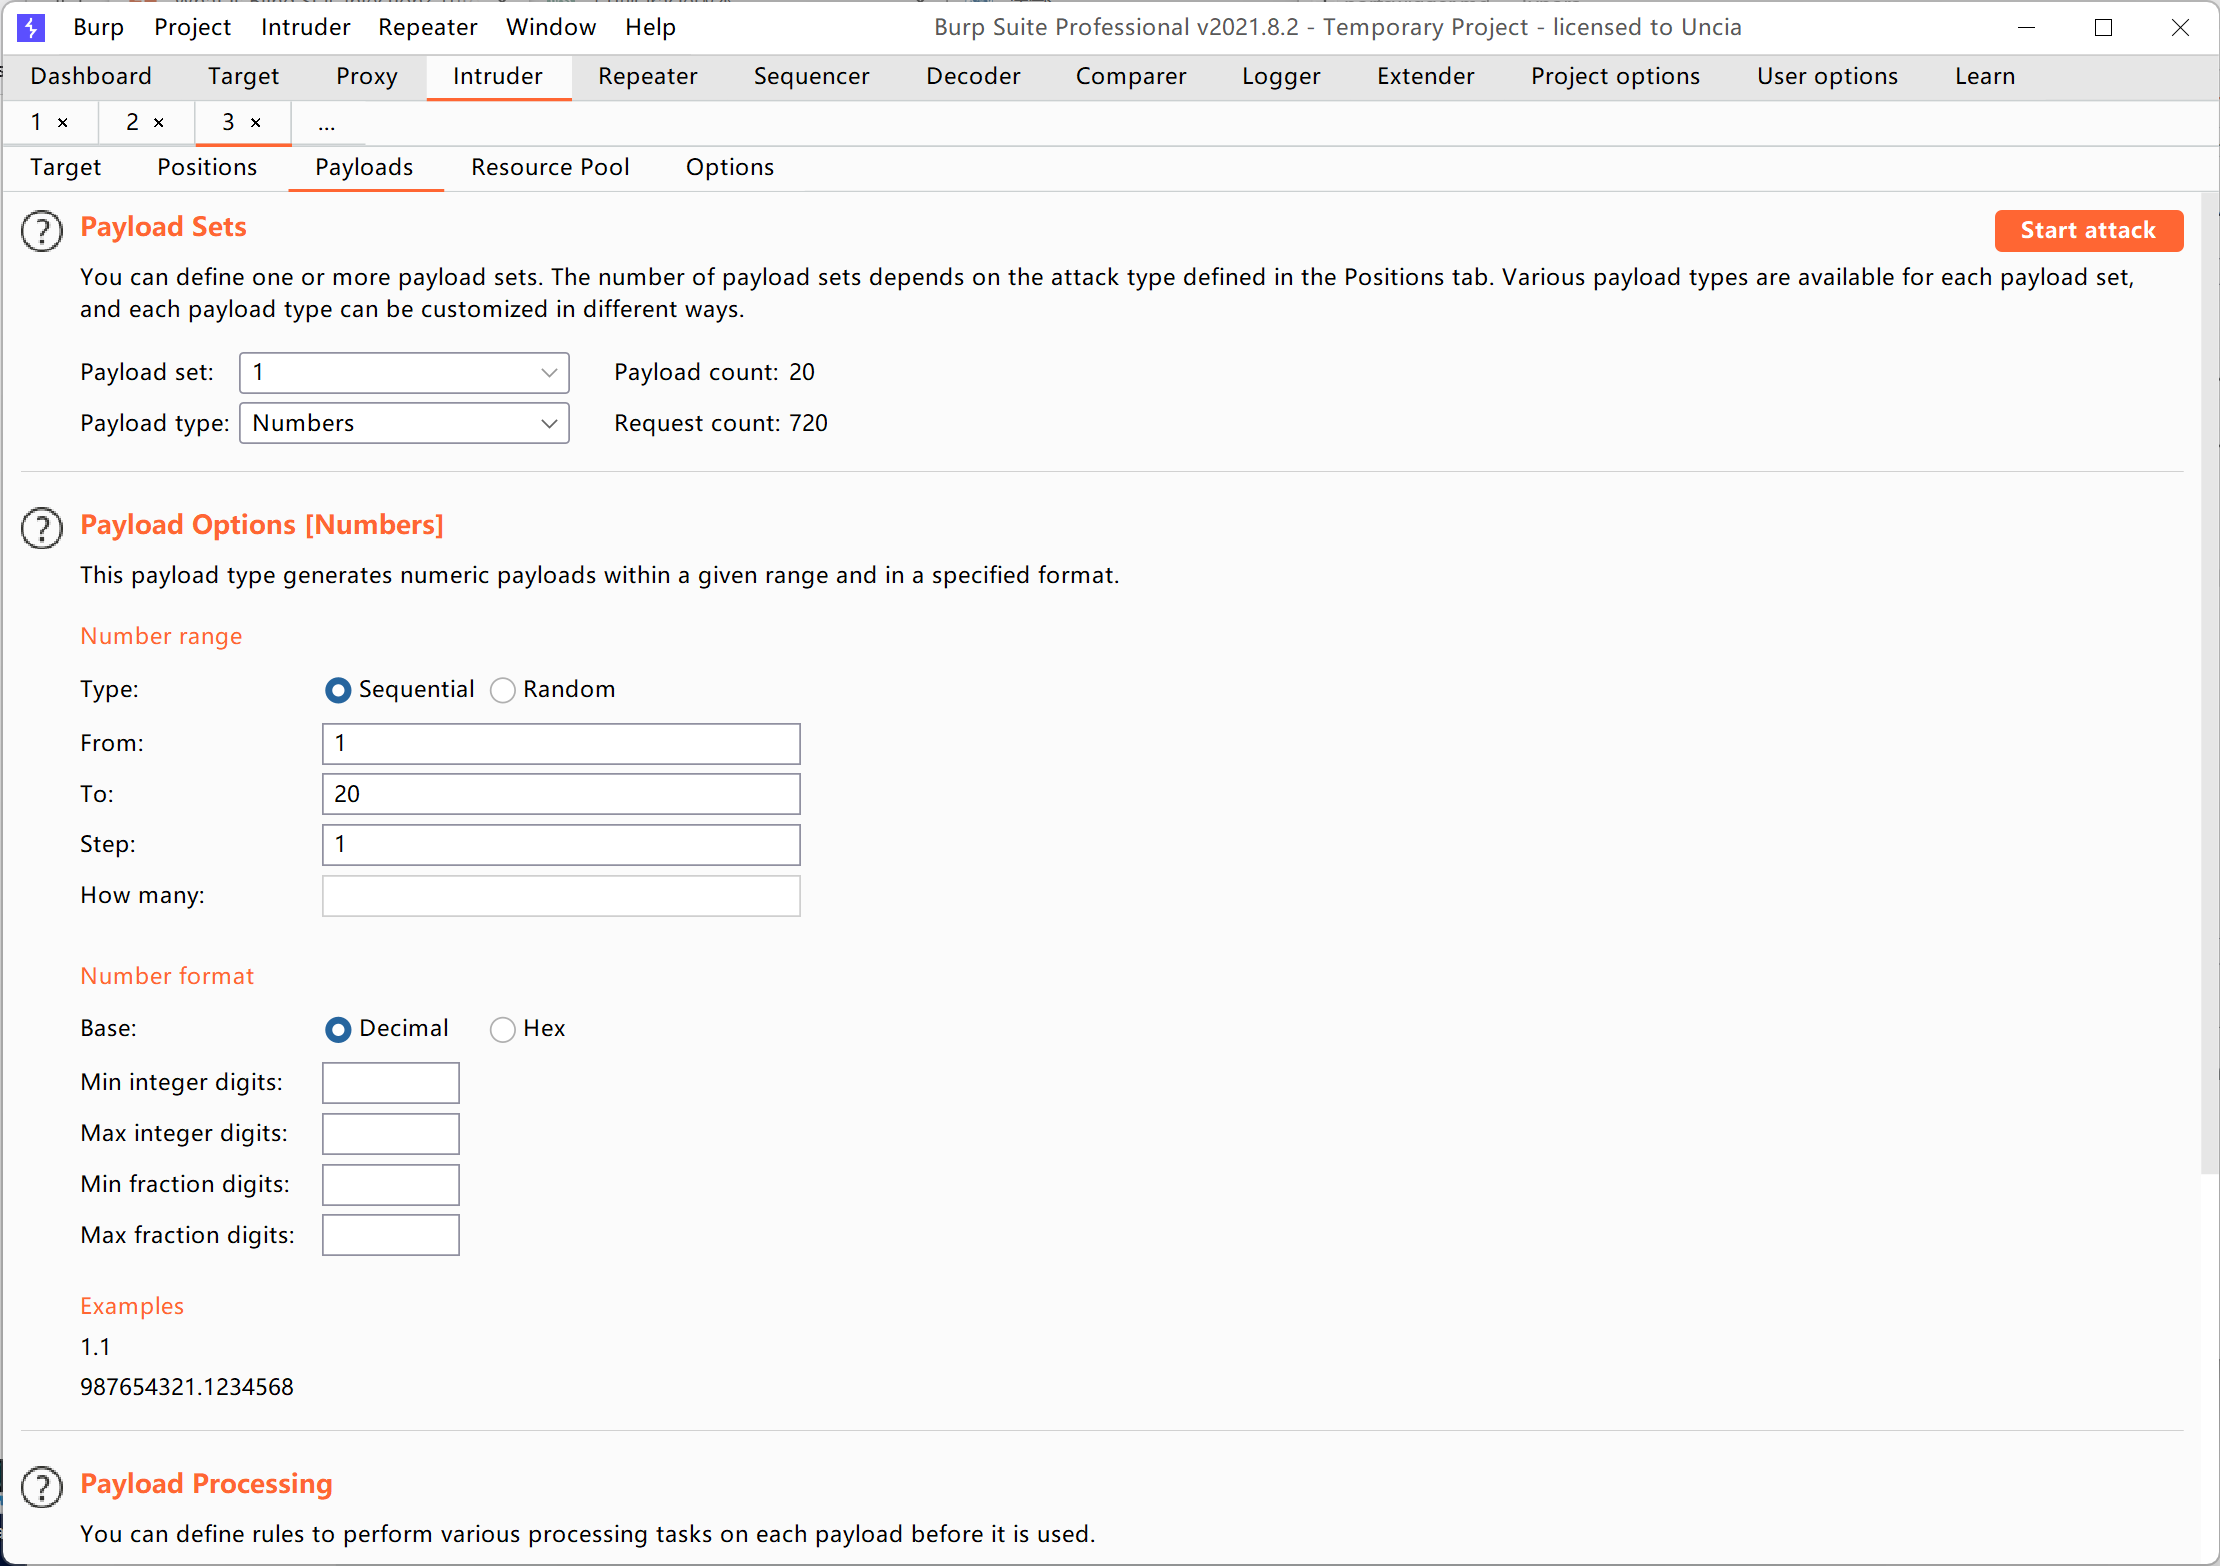 Burp Project Intruder Repeater Window Help Burp Suite Professional v2021.8.2 - Temporary Project - licensed to Uncia
Dashboard Target Proxy Intruder Repeater Sequencer Decoder Comparer Logger Extender Project options User options Learn
1 × 2 × 3 × ...
Target Positions Payloads Resource Pool Options
? Payload Sets Start attack
You can define one or more payload sets. The number of payload sets depends on the attack type defined in the Positions tab. Various payload types are available for each payload set,
and each payload type can be customized in different ways.
Payload set: 1 Payload count: 20
Payload type: Numbers Request count: 720
? Payload Options [Numbers]
This payload type generates numeric payloads within a given range and in a specified format.
Number range
Type: Sequential Random
From: 1
To: 20
Step: 1
How many:
Number format
Base: Decimal Hex
Min integer digits:
Max integer digits:
Min fraction digits:
Max fraction digits:
Examples
1.1
987654321.1234568
? Payload Processing
You can define rules to perform various processing tasks on each payload before it is used.